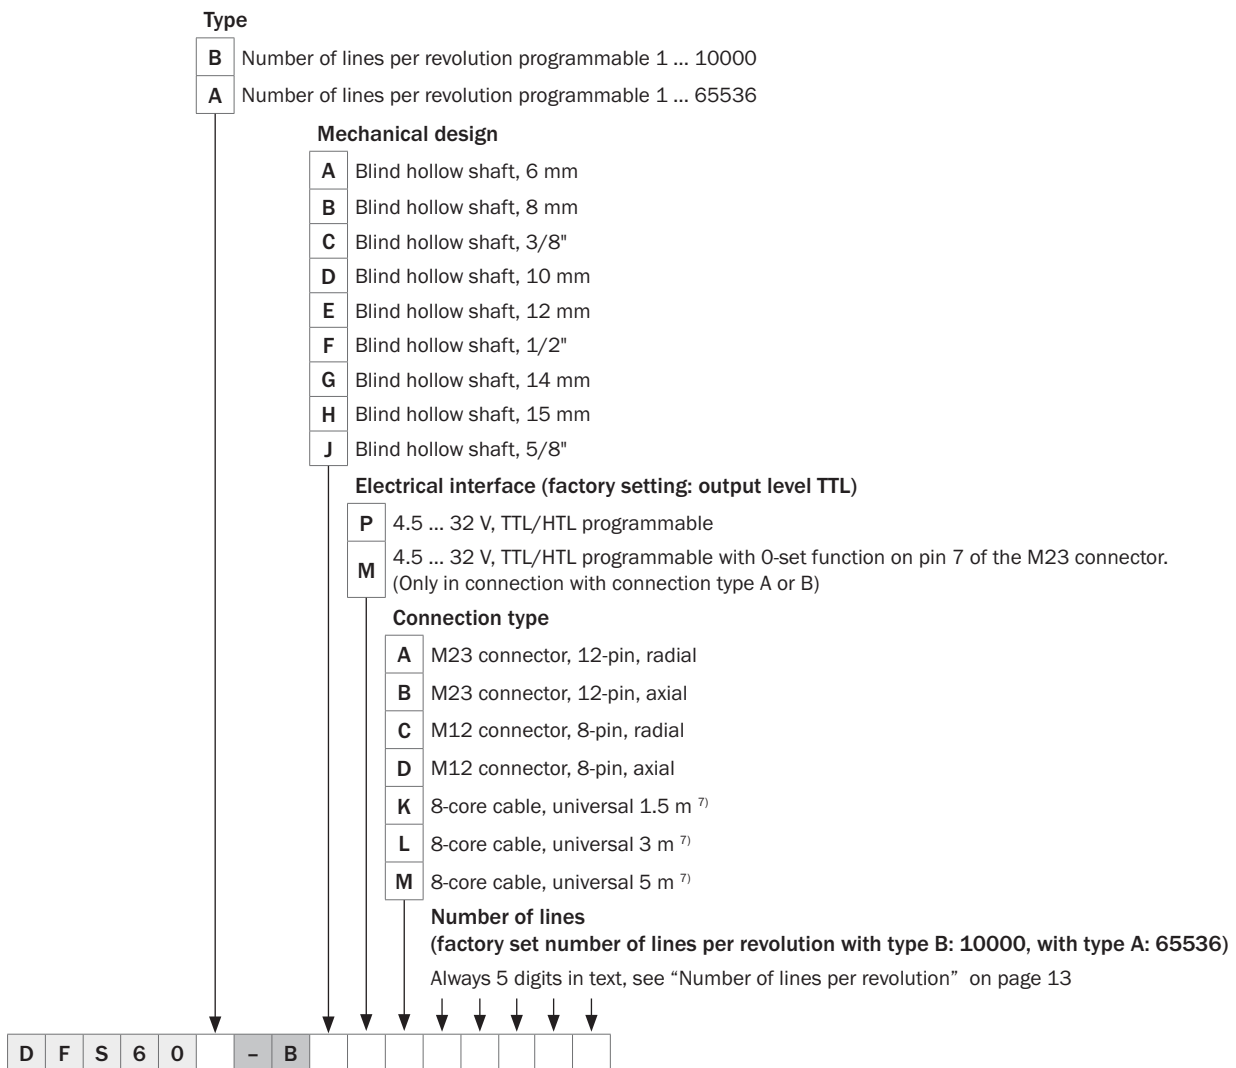 Type
B Number of lines per revolution programmable 1 ... 10000
A Number of lines per revolution programmable 1 ... 65536
Mechanical design
A Blind hollow shaft, 6 mm
B Blind hollow shaft, 8 mm
C Blind hollow shaft, 3/8"
D Blind hollow shaft, 10 mm
E Blind hollow shaft, 12 mm
F Blind hollow shaft, 1/2"
G Blind hollow shaft, 14 mm
H Blind hollow shaft, 15 mm
J Blind hollow shaft, 5/8"
Electrical interface (factory setting: output level TTL)
P 4.5 ... 32 V, TTL/HTL programmable
M 4.5 ... 32 V, TTL/HTL programmable with 0-set function on pin 7 of the M23 connector.
(Only in connection with connection type A or B)
Connection type
A M23 connector, 12-pin, radial
B M23 connector, 12-pin, axial
C M12 connector, 8-pin, radial
D M12 connector, 8-pin, axial
K 8-core cable, universal 1.5 m 7)
L 8-core cable, universal 3 m 7)
M 8-core cable, universal 5 m 7)
Number of lines
(factory set number of lines per revolution with type B: 10000, with type A: 65536)
Always 5 digits in text, see “Number of lines per revolution” on page 13
D F S 6 0 – B